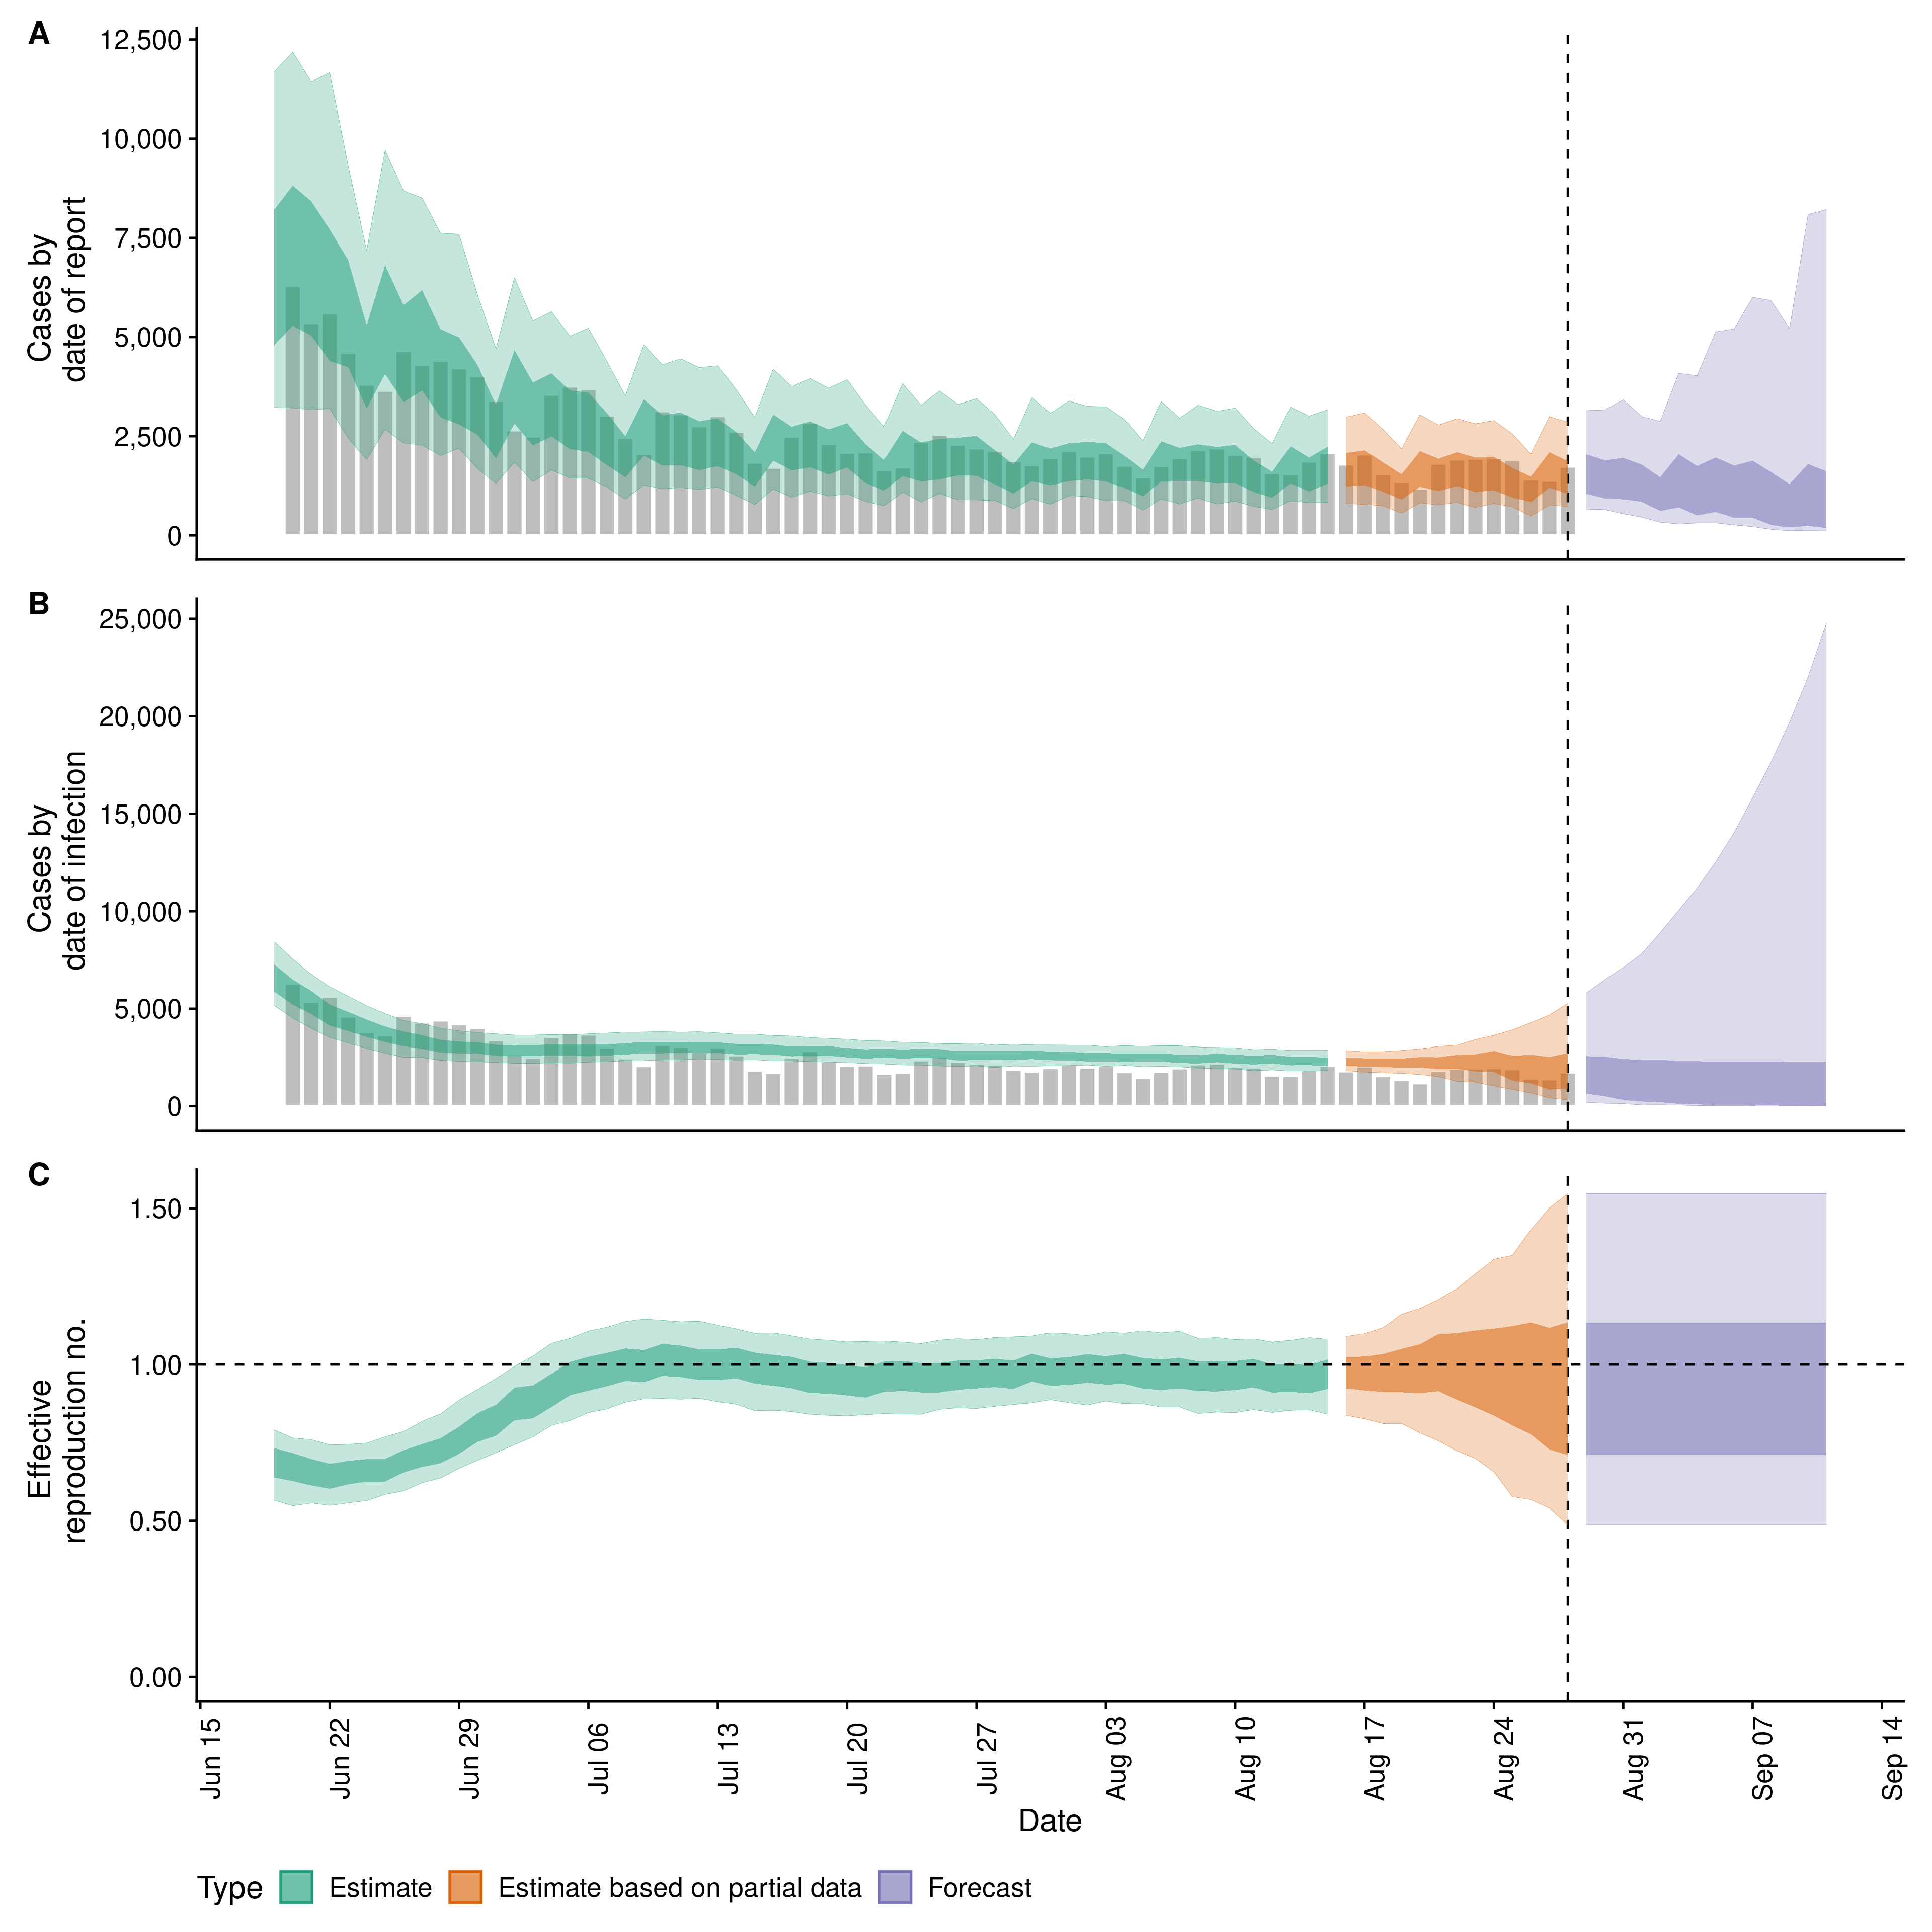 A
12,500
10,000
7,500
5,000
2,500
0
Cases by
date of report
B
25,000
20,000
15,000
10,000
5,000
0
Cases by
date of infection
C
1.50
1.00
0.50
0.00
Effective
reproduction no.
Jun 15
Jun 22
Jun 29
Jul 06
Jul 13
Jul 20
Jul 27
Aug 03
Aug 10
Aug 17
Aug 24
Aug 31
Sep 07
Sep 14
Date
Type Estimate Estimate based on partial data Forecast